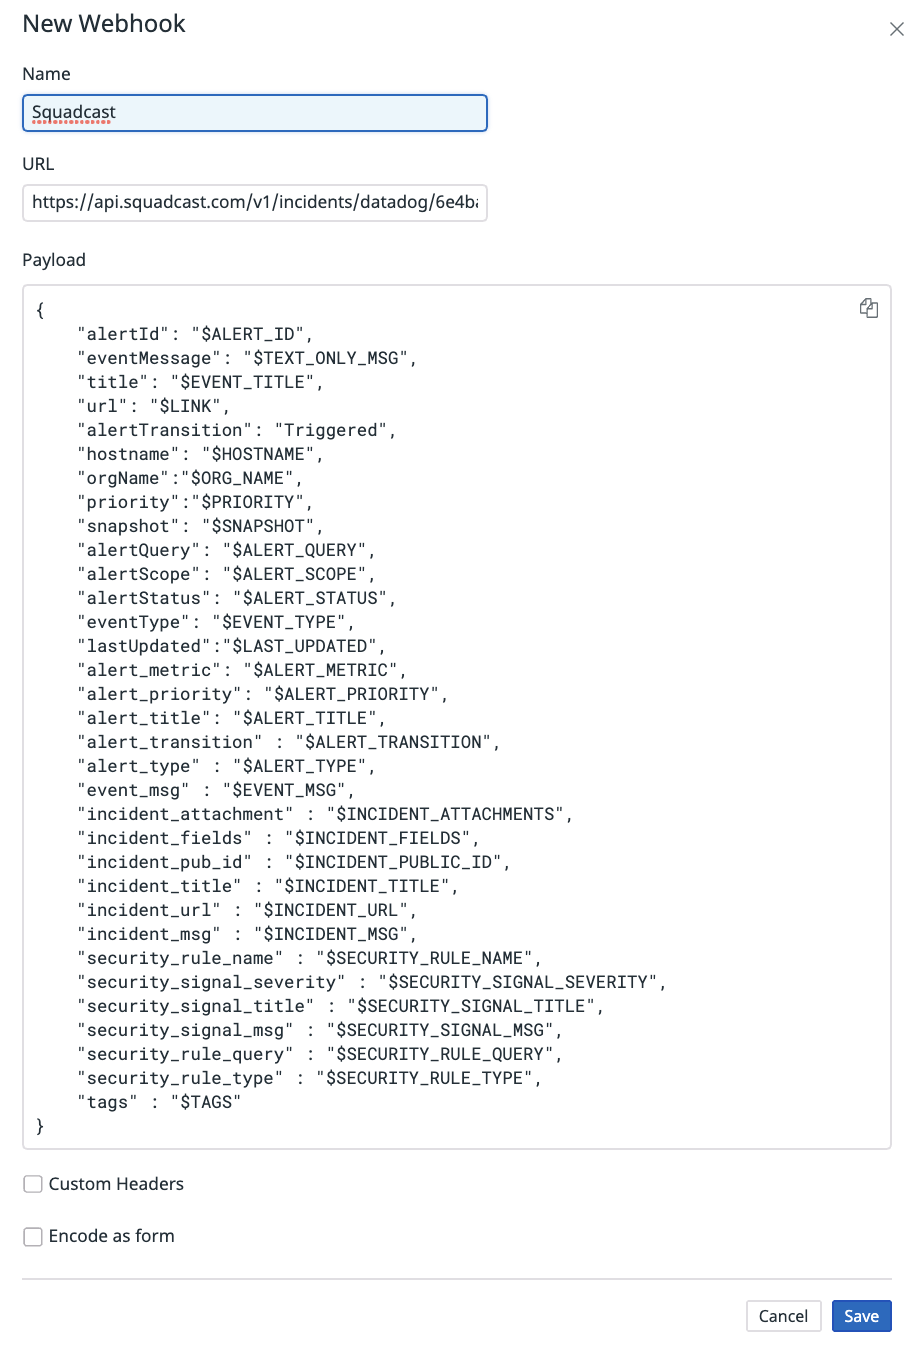 New Webhook
Name
Squadcast
URL
https://api.squadcast.com/v1/incidents/datadog/6e4ba
Payload
{
    "alertId": "$ALERT_ID",
    "eventMessage": "$TEXT_ONLY_MSG",
    "title": "$EVENT_TITLE",
    "url": "$LINK",
    "alertTransition": "Triggered",
    "hostname": "$HOSTNAME",
    "orgName":"$ORG_NAME",
    "priority":"$PRIORITY",
    "snapshot": "$SNAPSHOT",
    "alertQuery": "$ALERT_QUERY",
    "alertScope": "$ALERT_SCOPE",
    "alertStatus": "$ALERT_STATUS",
    "eventType": "$EVENT_TYPE",
    "lastUpdated":"$LAST_UPDATED",
    "alert_metric": "$ALERT_METRIC",
    "alert_priority": "$ALERT_PRIORITY",
    "alert_title": "$ALERT_TITLE",
    "alert_transition" : "$ALERT_TRANSITION",
    "alert_type" : "$ALERT_TYPE",
    "event_msg" : "$EVENT_MSG",
    "incident_attachment" : "$INCIDENT_ATTACHMENTS",
    "incident_fields" : "$INCIDENT_FIELDS",
    "incident_pub_id" : "$INCIDENT_PUBLIC_ID",
    "incident_title" : "$INCIDENT_TITLE",
    "incident_url" : "$INCIDENT_URL",
    "incident_msg" : "$INCIDENT_MSG",
    "security_rule_name" : "$SECURITY_RULE_NAME",
    "security_signal_severity" : "$SECURITY_SIGNAL_SEVERITY",
    "security_signal_title" : "$SECURITY_SIGNAL_TITLE",
    "security_signal_msg" : "$SECURITY_SIGNAL_MSG",
    "security_rule_query" : "$SECURITY_RULE_QUERY",
    "security_rule_type" : "$SECURITY_RULE_TYPE",
    "tags" : "$TAGS"
}
Custom Headers
Encode as form
Cancel
Save